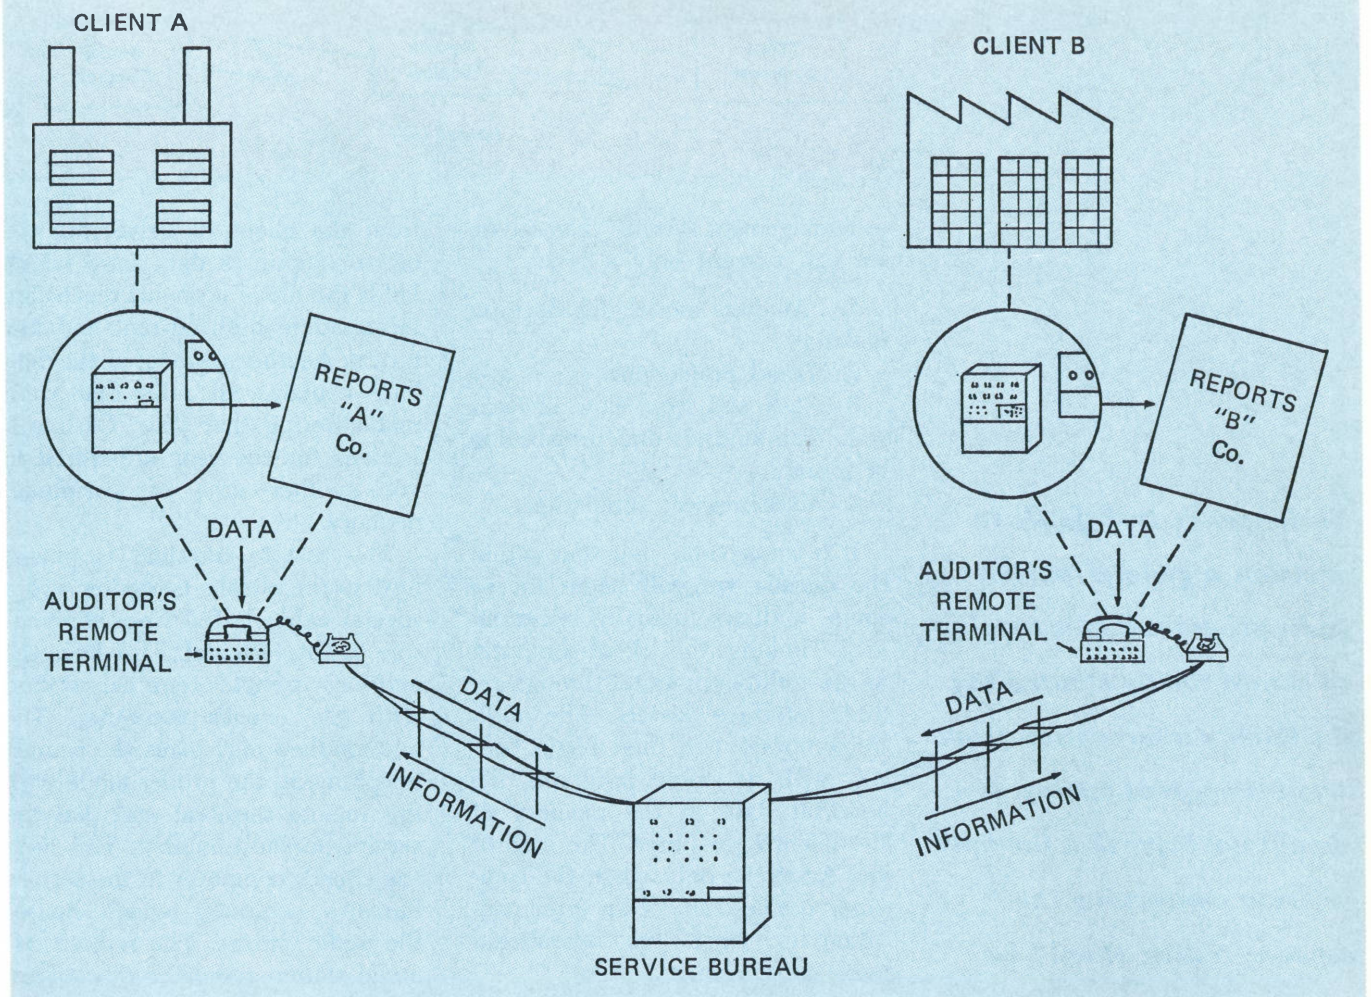 CLIENT A
CLIENT B
REPORTS
"A"
Co.
REPORTS
"B"
Co.
DATA
DATA
AUDITOR'S
REMOTE
TERMINAL
AUDITOR'S
REMOTE
TERMINAL
DATA
INFORMATION
DATA
INFORMATION
SERVICE BUREAU